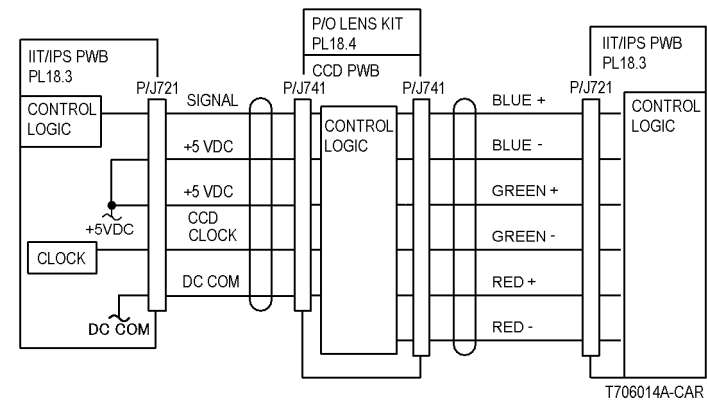 P/O LENS KIT
PL18.4
IIT/IPS PWB
PL18.3
IIT/IPS PWB
PL18.3
CCD PWB
P/J721
P/J741
P/J741
P/J721
CONTROL
LOGIC
SIGNAL
CONTROL
LOGIC
BLUE +
CONTROL
LOGIC
+5 VDC
BLUE -
+5 VDC
GREEN +
+5VDC
CCD
CLOCK
GREEN -
CLOCK
DC COM
RED +
DC COM
RED -
T706014A-CAR